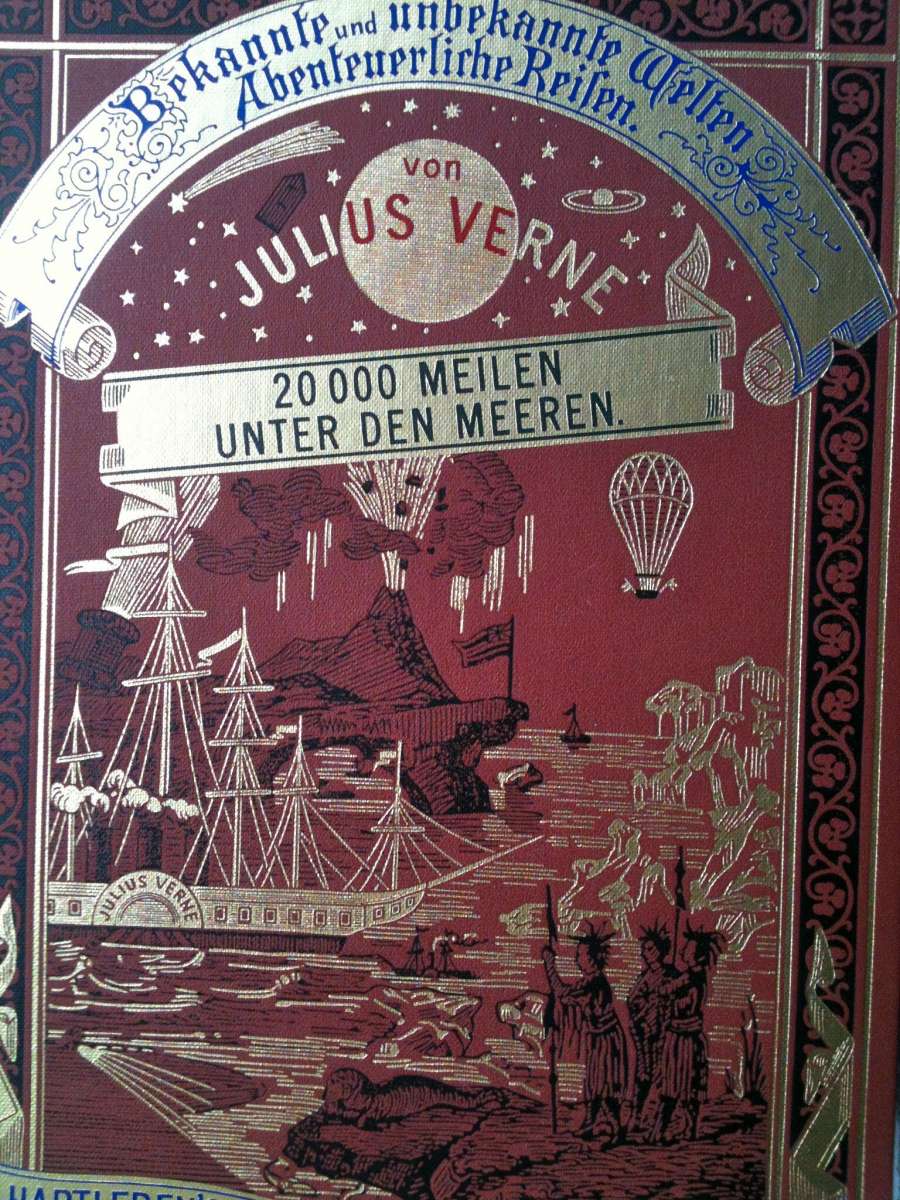 Bekannte und unbekannte Welten
Abenteuerliche Reisen.
von
JULIUS VERNE
20 000 MEILEN
UNTER DEN MEEREN.
JULIUS VERNE